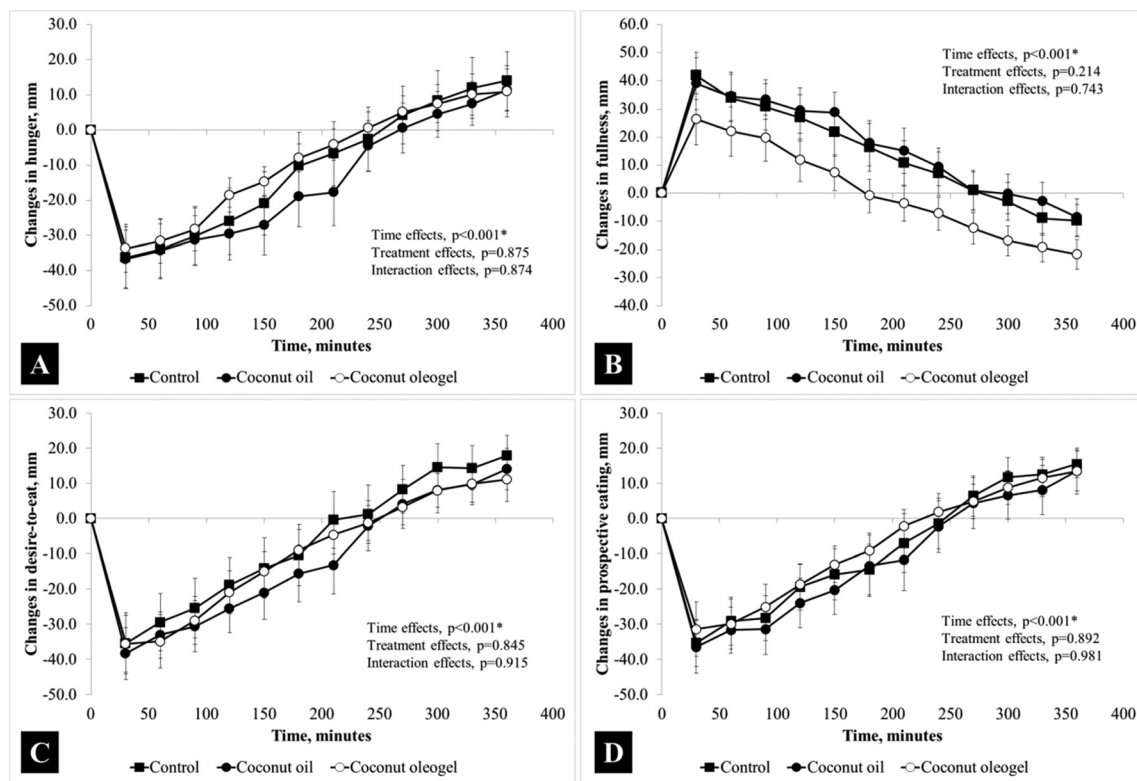 30.0
20.0
10.0
0.0
-10.0
-20.0
-30.0
-40.0
-50.0
Changes in hunger, mm
Time effects, p<0.001*
Treatment effects, p=0.875
Interaction effects, p=0.874
0 50 100 150 200 250 300 350 400
Time, minutes
A
Control Coconut oil Coconut oleogel
60.0
50.0
40.0
30.0
20.0
10.0
0.0
-10.0
-20.0
-30.0
-40.0
Changes in fullness, mm
Time effects, p<0.001*
Treatment effects, p=0.214
Interaction effects, p=0.743
0 50 100 150 200 250 300 350 400
Time, minutes
B
Control Coconut oil Coconut oleogel
30.0
20.0
10.0
0.0
-10.0
-20.0
-30.0
-40.0
-50.0
Changes in desire-to-eat, mm
Time effects, p<0.001*
Treatment effects, p=0.845
Interaction effects, p=0.915
0 50 100 150 200 250 300 350 400
Time, minutes
C
Control Coconut oil Coconut oleogel
30.0
20.0
10.0
0.0
-10.0
-20.0
-30.0
-40.0
-50.0
Changes in prospective eating, mm
Time effects, p<0.001*
Treatment effects, p=0.892
Interaction effects, p=0.981
0 50 100 150 200 250 300 350 400
Time, minutes
D
Control Coconut oil Coconut oleogel